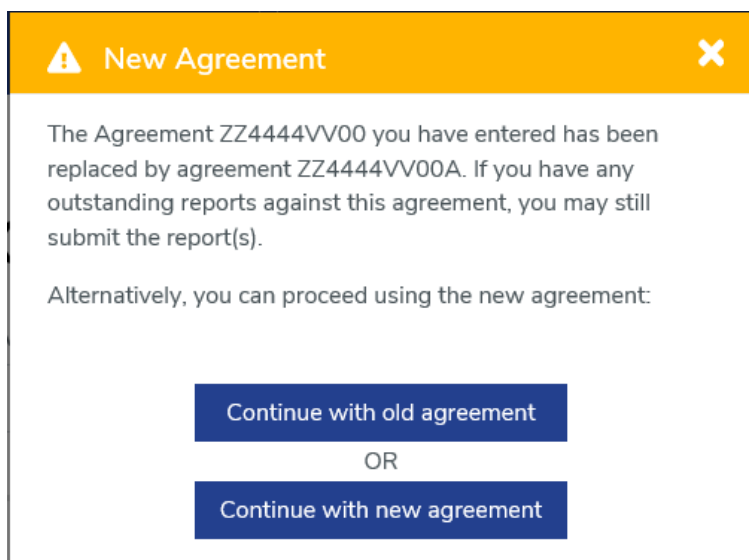 New Agreement
The Agreement ZZ4444VV00 you have entered has been
replaced by agreement ZZ4444VV00A. If you have any
outstanding reports against this agreement, you may still
submit the report(s).
Alternatively, you can proceed using the new agreement:
Continue with old agreement
OR
Continue with new agreement